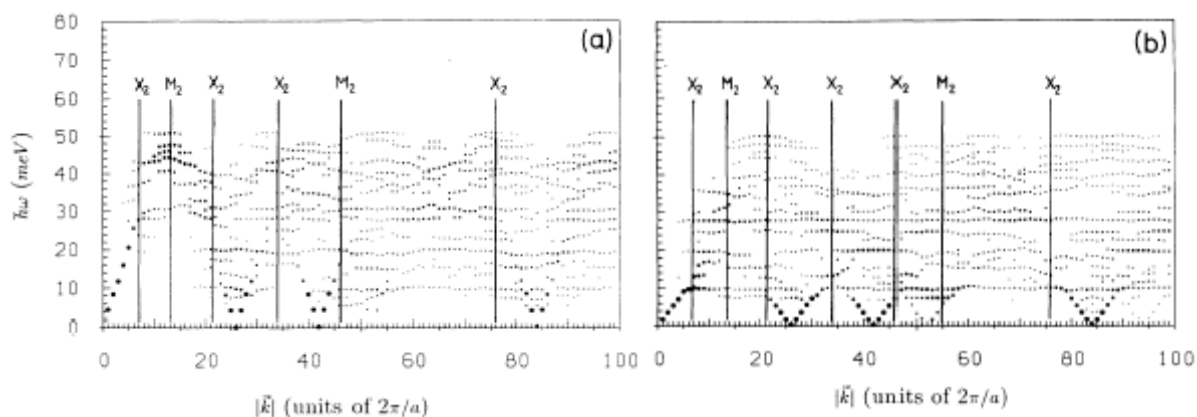 (a)
80
70
60
50
40
30
20
10
0
ħω (meV)
X₂ M₂ X₂ X₂ M₂ X₂
0 20 40 60 80 100
|k⃗| (units of 2π/a)
(b)
X₂ M₂ X₂ X₂ X₂ M₂ X₂
0 20 40 60 80 100
|k⃗| (units of 2π/a)